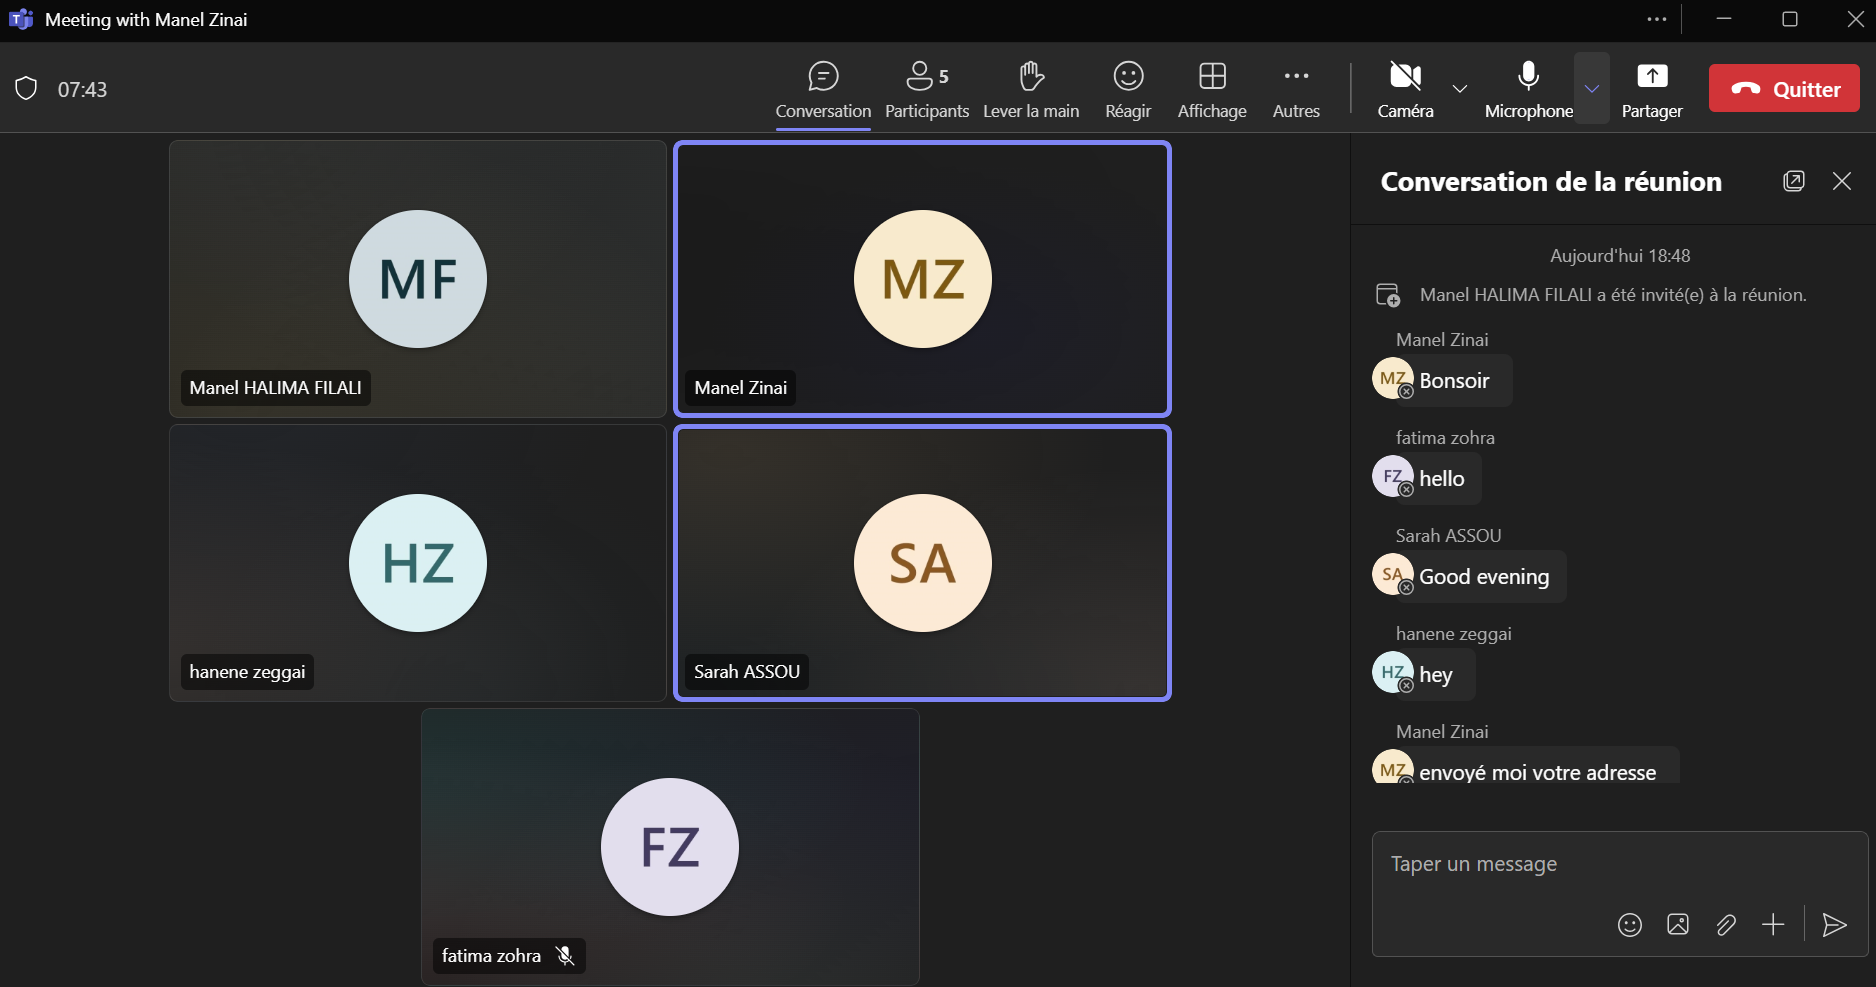 Meeting with Manel Zinai
07:43
Conversation
Participants 5
Lever la main
Réagir
Affichage
Autres
Caméra
Microphone
Partager
Quitter
MF
Manel HALIMA FILALI
MZ
Manel Zinai
HZ
hanene zeggai
SA
Sarah ASSOU
FZ
fatima zohra
Conversation de la réunion
Aujourd'hui 18:48
Manel HALIMA FILALI a été invité(e) à la réunion.
Manel Zinai
MZ Bonsoir
fatima zohra
FZ hello
Sarah ASSOU
SA Good evening
hanene zeggai
HZ hey
Manel Zinai
MZ envoyé moi votre adresse
Taper un message